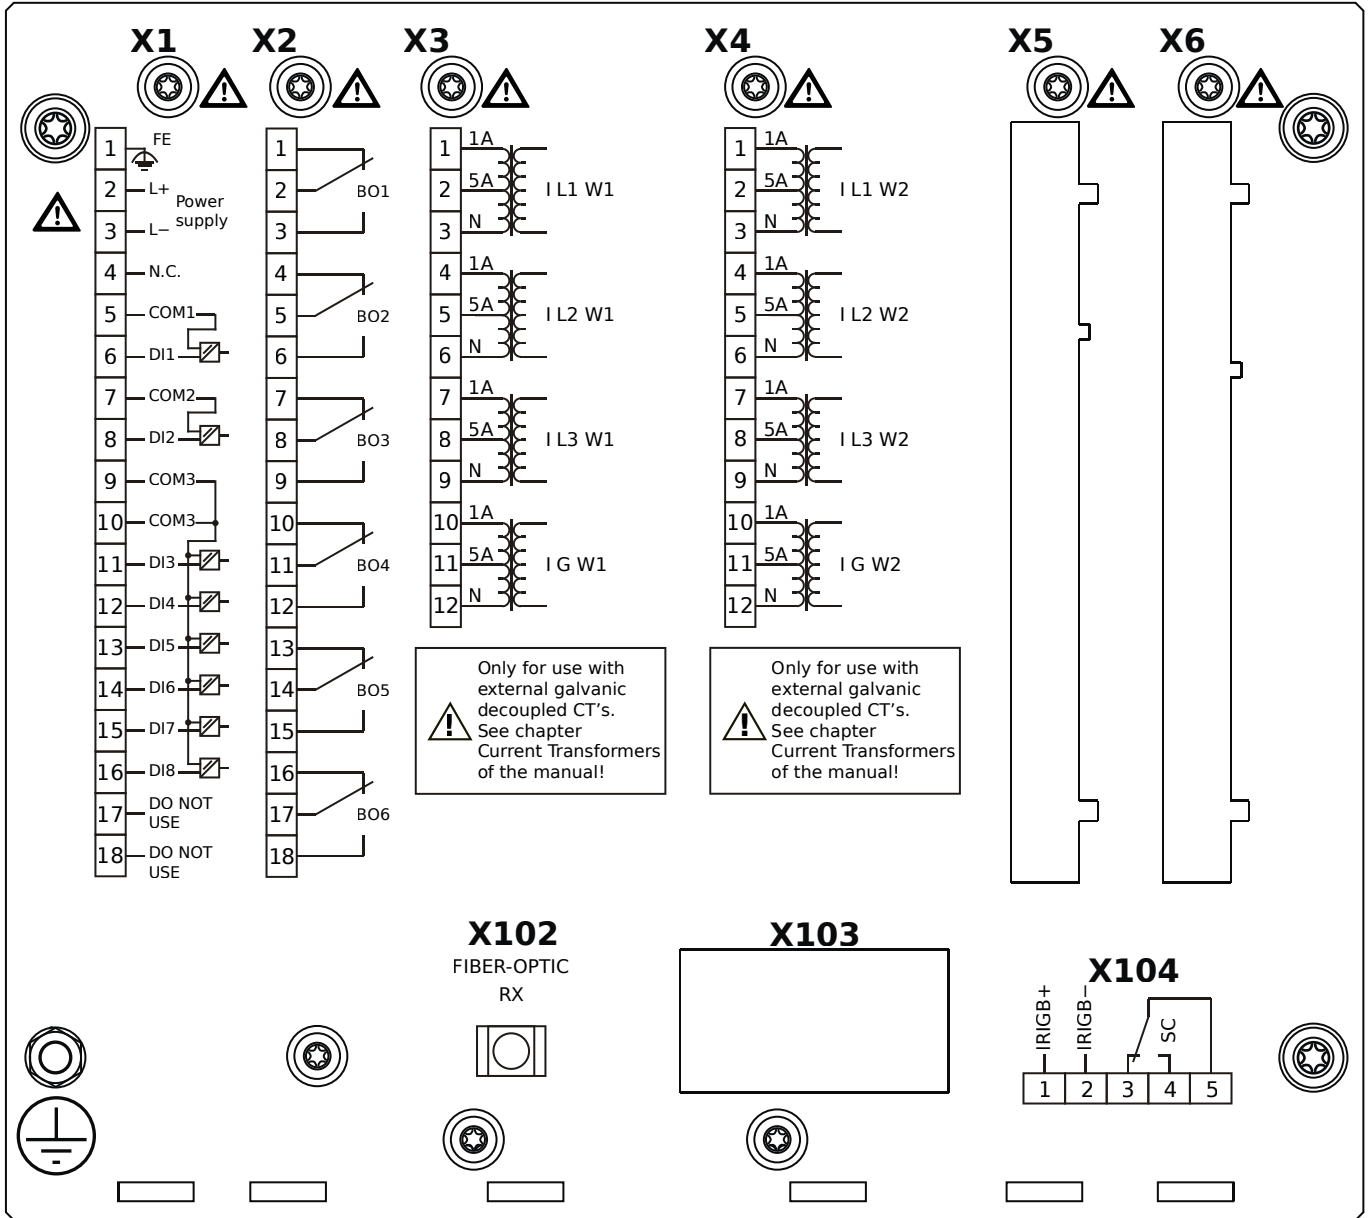 X1 X2 X3 X4 X5 X6
1 FE
2 L+
Power
supply
3 L−
4 N.C.
5 COM1
6 DI1
7 COM2
8 DI2
9 COM3
10 COM3
11 DI3
12 DI4
13 DI5
14 DI6
15 DI7
16 DI8
17 DO NOT
USE
18 DO NOT
USE
1
2 BO1
3
4
5 BO2
6
7
8 BO3
9
10
11 BO4
12
13
14 BO5
15
16
17 BO6
18
1 1A
2 5A I L1 W1
3 N
4 1A
5 5A I L2 W1
6 N
7 1A
8 5A I L3 W1
9 N
10 1A
11 5A I G W1
12 N
Only for use with
external galvanic
decoupled CT's.
See chapter
Current Transformers
of the manual!
1 1A
2 5A I L1 W2
3 N
4 1A
5 5A I L2 W2
6 N
7 1A
8 5A I L3 W2
9 N
10 1A
11 5A I G W2
12 N
Only for use with
external galvanic
decoupled CT's.
See chapter
Current Transformers
of the manual!
X102
FIBER-OPTIC
RX
X103
X104
IRIGB+
IRIGB−
SC
1 2 3 4 5